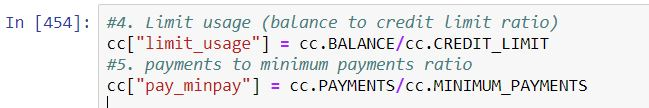 In [454]: #4. Limit usage (balance to credit limit ratio)
cc["limit_usage"] = cc.BALANCE/cc.CREDIT_LIMIT
#5. payments to minimum payments ratio
cc["pay_minpay"] = cc.PAYMENTS/cc.MINIMUM_PAYMENTS